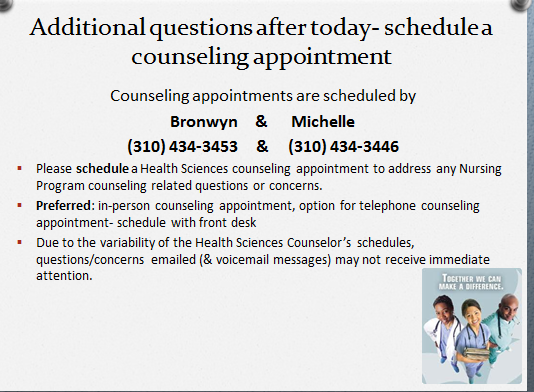 Additional questions after today- schedule a
counseling appointment
Counseling appointments are scheduled by
Bronwyn & Michelle
(310) 434-3453 & (310) 434-3446
▪ Please schedule a Health Sciences counseling appointment to address any Nursing
Program counseling related questions or concerns.
▪ Preferred: in-person counseling appointment, option for telephone counseling
appointment- schedule with front desk
▪ Due to the variability of the Health Sciences Counselor's schedules,
questions/concerns emailed (& voicemail messages) may not receive immediate
attention.
TOGETHER WE CAN
MAKE A DIFFERENCE.